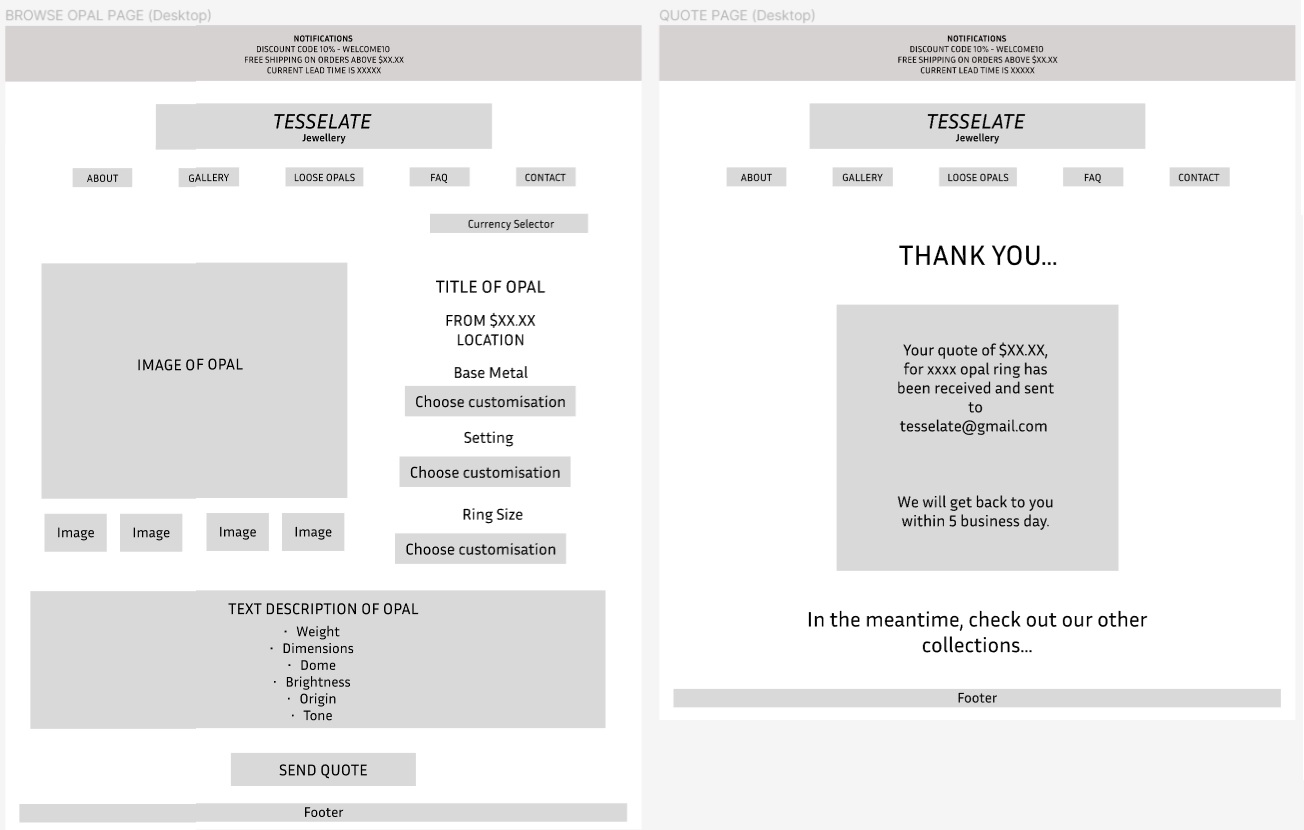 BROWSE OPAL PAGE (Desktop)
NOTIFICATIONS
DISCOUNT CODE 10% - WELCOME10
FREE SHIPPING ON ORDERS ABOVE $XX.XX
CURRENT LEAD TIME IS XXXXX
TESSELATE
Jewellery
ABOUT
GALLERY
LOOSE OPALS
FAQ
CONTACT
Currency Selector
IMAGE OF OPAL
Image
Image
Image
Image
TITLE OF OPAL
FROM $XX.XX
LOCATION
Base Metal
Choose customisation
Setting
Choose customisation
Ring Size
Choose customisation
TEXT DESCRIPTION OF OPAL
· Weight
· Dimensions
· Dome
· Brightness
· Origin
· Tone
SEND QUOTE
Footer
QUOTE PAGE (Desktop)
NOTIFICATIONS
DISCOUNT CODE 10% - WELCOME10
FREE SHIPPING ON ORDERS ABOVE $XX.XX
CURRENT LEAD TIME IS XXXXX
TESSELATE
Jewellery
ABOUT
GALLERY
LOOSE OPALS
FAQ
CONTACT
THANK YOU...
Your quote of $XX.XX,
for xxxx opal ring has
been received and sent
to
tesselate@gmail.com
We will get back to you
within 5 business day.
In the meantime, check out our other
collections...
Footer